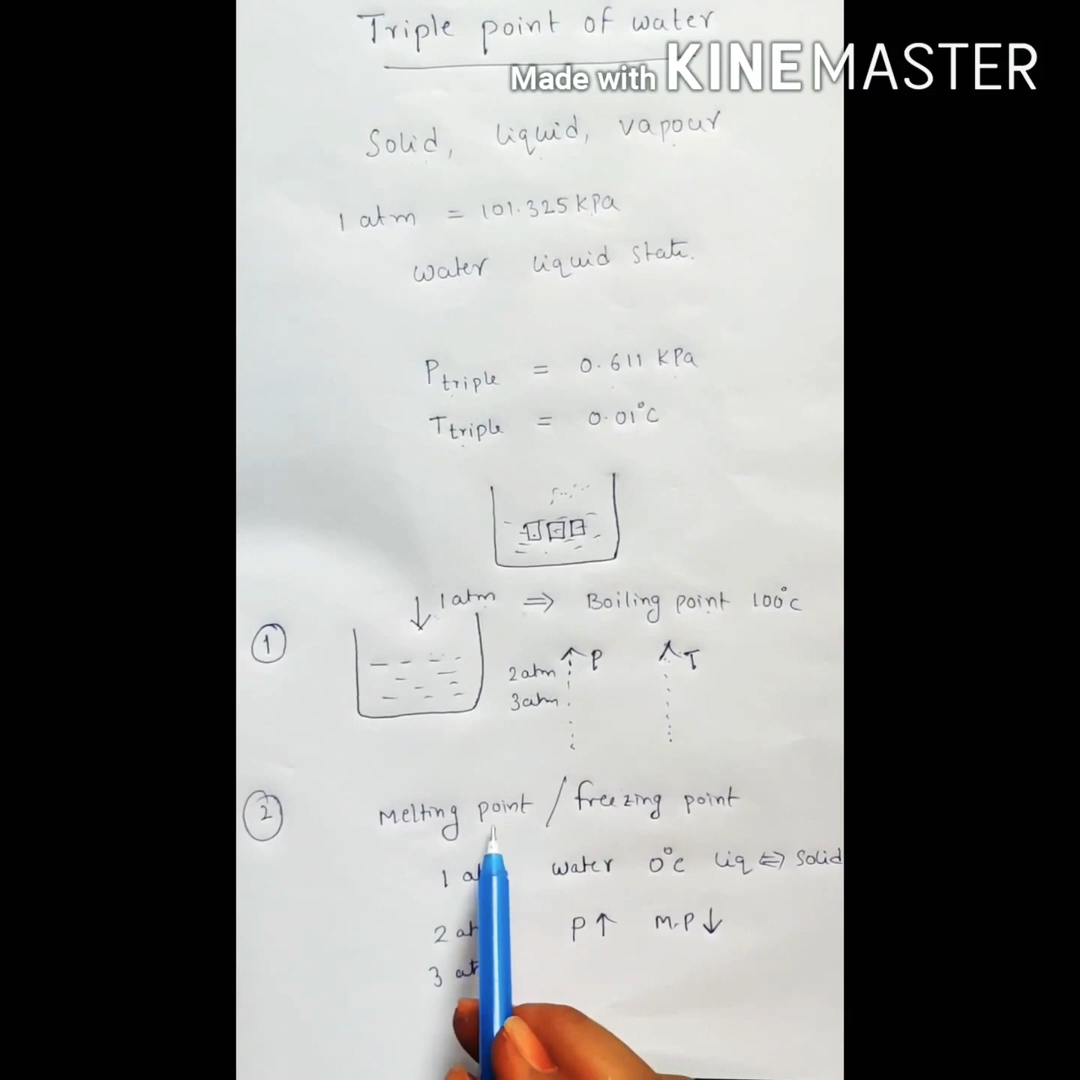 Triple point of water
Made with KINEMASTER
Solid, liquid, vapour
1 atm = 101.325 KPa
water liquid state.
P triple = 0.611 KPa
T triple = 0.01°C
↓ 1 atm ⇒ Boiling point 100°C
①
↑ P ↑ T
2 atm
3 atm
② Melting point / freezing point
1 at water 0°C liq ⇔ Solid
2 at P↑ M.P↓
3 at